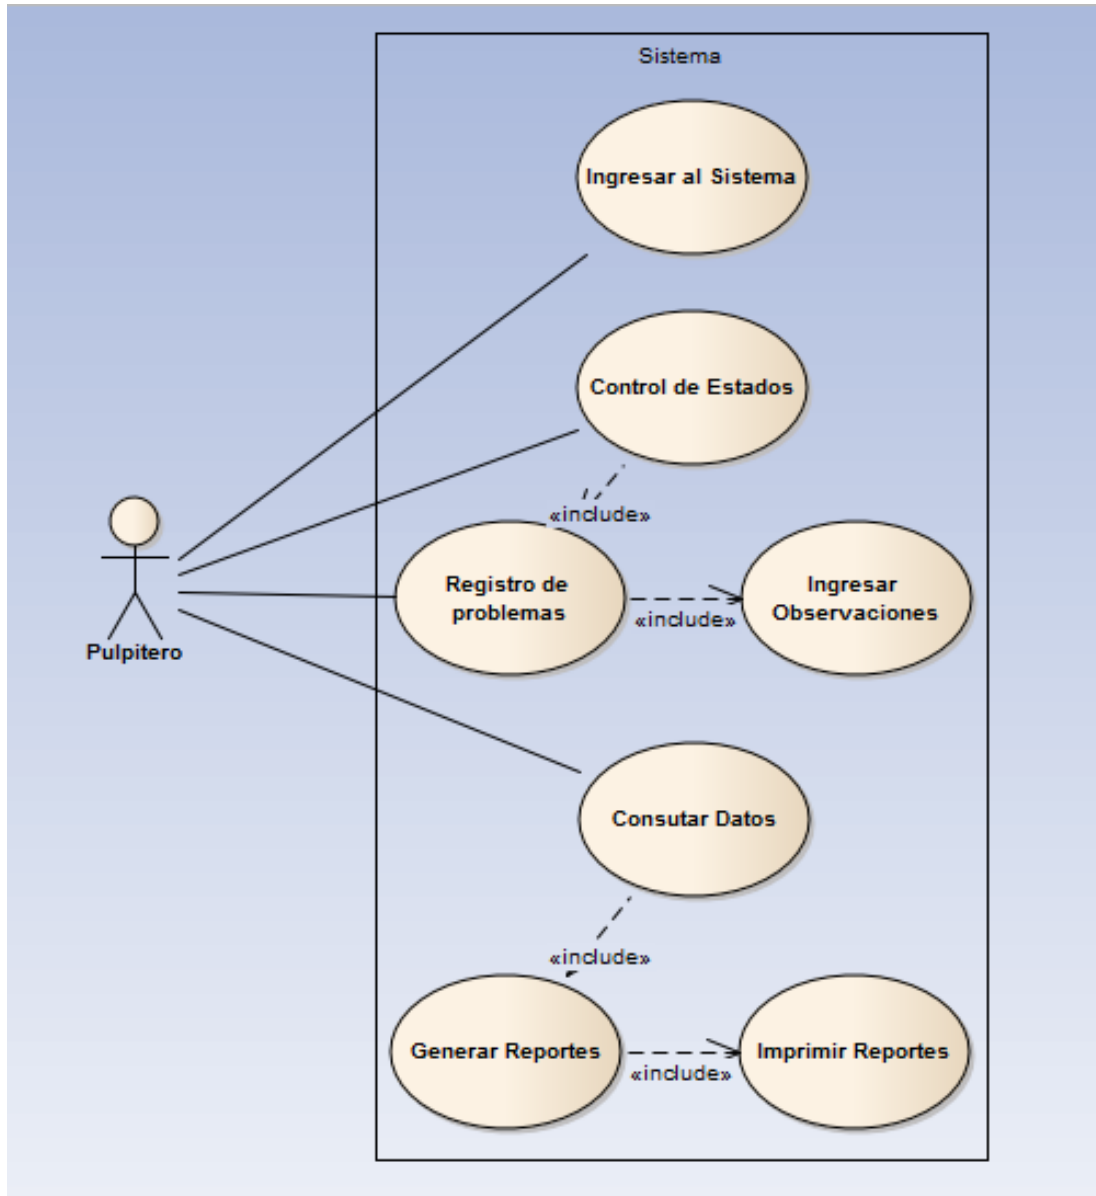 Sistema
Ingresar al Sistema
Control de Estados
«include»
Registro de
problemas
«include»
Ingresar
Observaciones
Pulpitero
Consutar Datos
«include»
Generar Reportes
«include»
Imprimir Reportes